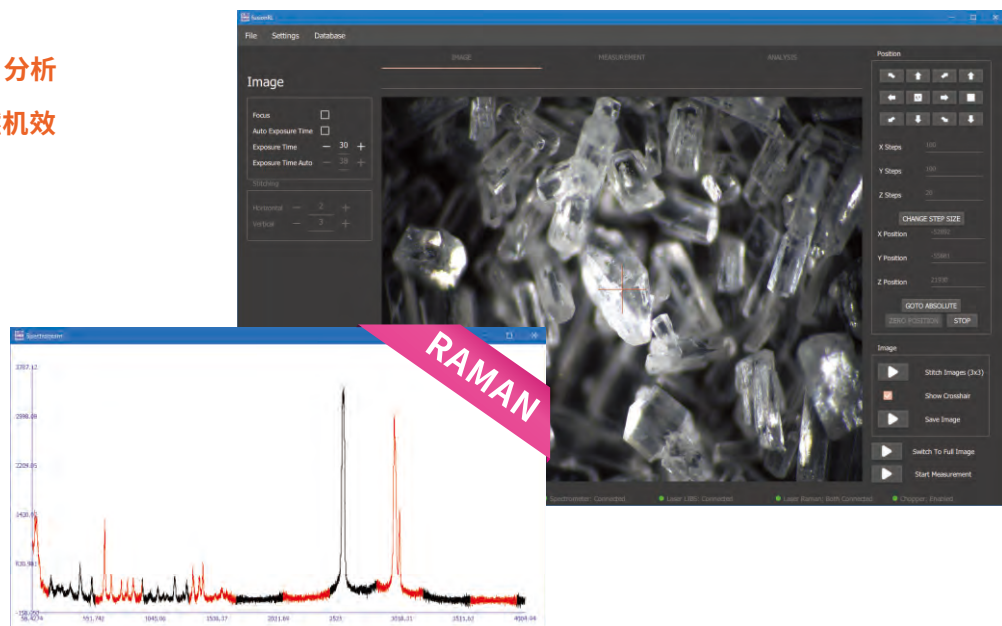 分析
机效
File Settings Database
IMAGE MEASUREMENT ANALYSIS
Image
Focus
Auto Exposure Time
Exposure Time 30
Exposure Time Auto
Stitching
Horizontal 2
Vertical 3
Position
X Steps 100
Y Steps 100
Z Steps
CHANGE STEP SIZE
X Position
Y Position
Z Position
GOTO ABSOLUTE
ZERO POSITION STOP
Image
Stitch Images (3x3)
Show Crosshair
Save Image
Switch To Full Image
Start Measurement
Spectrometer: Connected Laser LIBS: Connected Laser Raman: Both Connected Chopper: Enabled
RAMAN